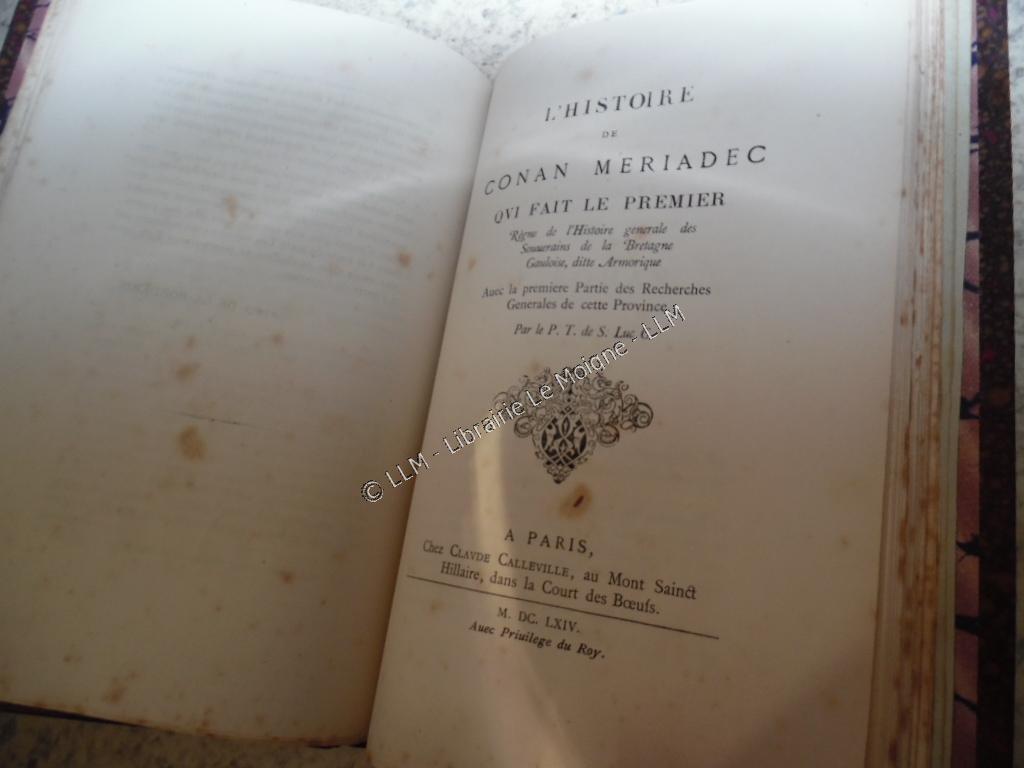 L'HISTOIRE
DE
CONAN MERIADEC
QVI FAIT LE PREMIER
Règne de l'Histoire generale des
Souuerains de la Bretagne
Gauloise, ditte Armorique
Auec la premiere Partie des Recherches
Generales de cette Province.
Par le P. T. de S. Luc
© LLM - Librairie Le Moigne - LLM
A PARIS,
Chez CLAVDE CALLEVILLE, au Mont Sainct
Hillaire, dans la Court des Bœufs.
M. DC. LXIV.
Auec Priuilege du Roy.